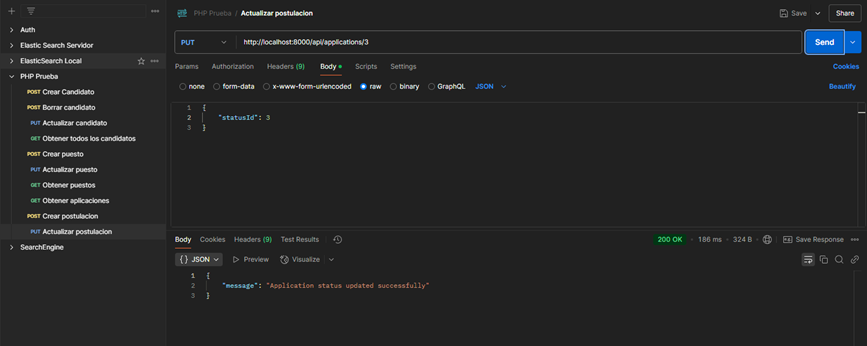 PHP Prueba / Actualizar postulacion
Save
Share
Auth
Elastic Search Servidor
ElasticSearch Local
PHP Prueba
POST Crear Candidato
POST Borrar candidato
PUT Actualizar candidato
GET Obtener todos los candidatos
POST Crear puesto
PUT Actualizar puesto
GET Obtener puestos
GET Obtener aplicaciones
POST Crear postulacion
PUT Actualizar postulacion
SearchEngine
PUT http://localhost:8000/api/applications/3 Send
Params Authorization Headers (9) Body Scripts Settings Cookies
none form-data x-www-form-urlencoded raw binary GraphQL JSON Beautify
1 {
2 "statusId": 3
3 }
Body Cookies Headers (9) Test Results 200 OK 186 ms 324 B Save Response
{} JSON Preview Visualize
1 {
2 "message": "Application status updated successfully"
3 }